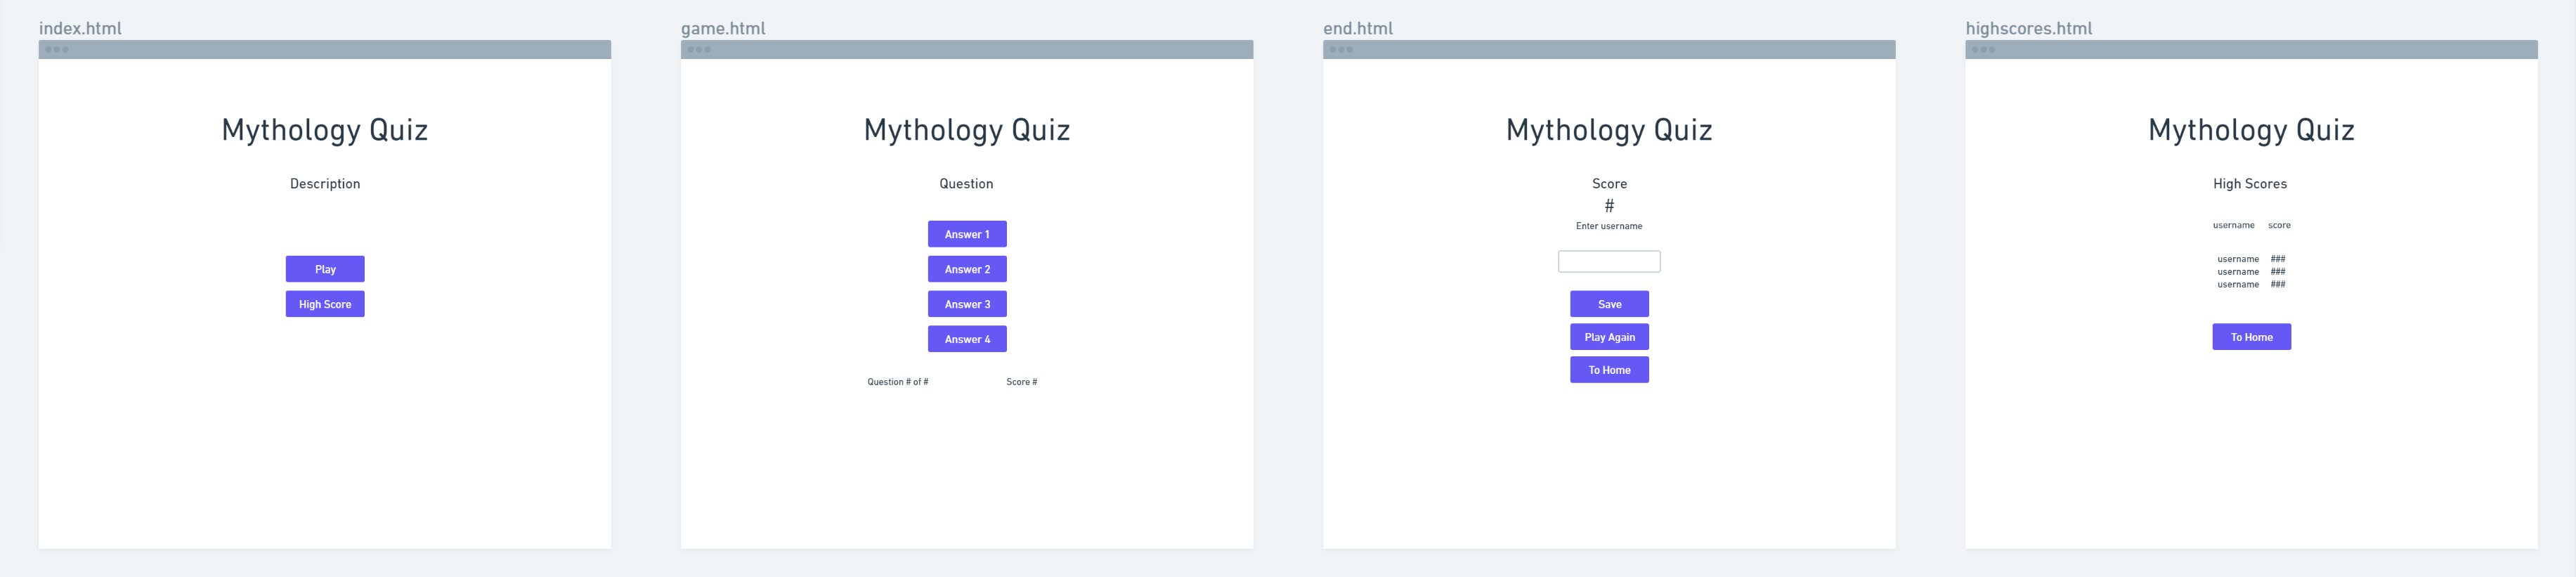 index.html
Mythology Quiz
Description
Play
High Score
game.html
Mythology Quiz
Question
Answer 1
Answer 2
Answer 3
Answer 4
Question # of # Score #
end.html
Mythology Quiz
Score
#
Enter username
Save
Play Again
To Home
highscores.html
Mythology Quiz
High Scores
username score
username ###
username ###
username ###
To Home